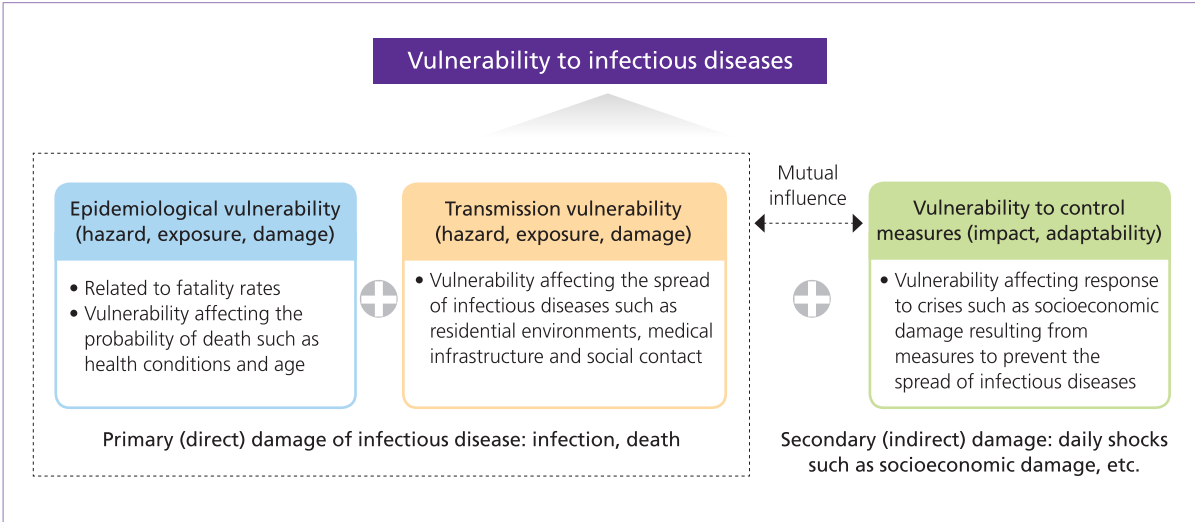 Vulnerability to infectious diseases
Epidemiological vulnerability
(hazard, exposure, damage)
• Related to fatality rates
• Vulnerability affecting the
probability of death such as
health conditions and age
Transmission vulnerability
(hazard, exposure, damage)
• Vulnerability affecting the spread
of infectious diseases such as
residential environments, medical
infrastructure and social contact
Primary (direct) damage of infectious disease: infection, death
Mutual
influence
Vulnerability to control
measures (impact, adaptability)
• Vulnerability affecting response
to crises such as socioeconomic
damage resulting from
measures to prevent the
spread of infectious diseases
Secondary (indirect) damage: daily shocks
such as socioeconomic damage, etc.